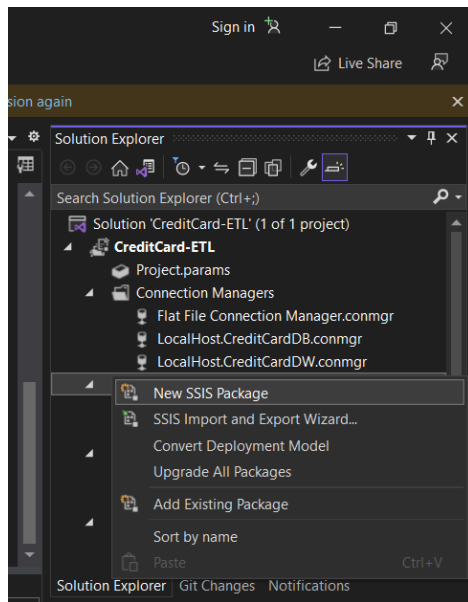 Sign in
Live Share
sion again
Solution Explorer
Search Solution Explorer (Ctrl+;)
Solution 'CreditCard-ETL' (1 of 1 project)
CreditCard-ETL
Project.params
Connection Managers
Flat File Connection Manager.conmgr
LocalHost.CreditCardDB.conmgr
LocalHost.CreditCardDW.conmgr
New SSIS Package
SSIS Import and Export Wizard...
Convert Deployment Model
Upgrade All Packages
Add Existing Package
Sort by name
Paste Ctrl+V
Solution Explorer Git Changes Notifications